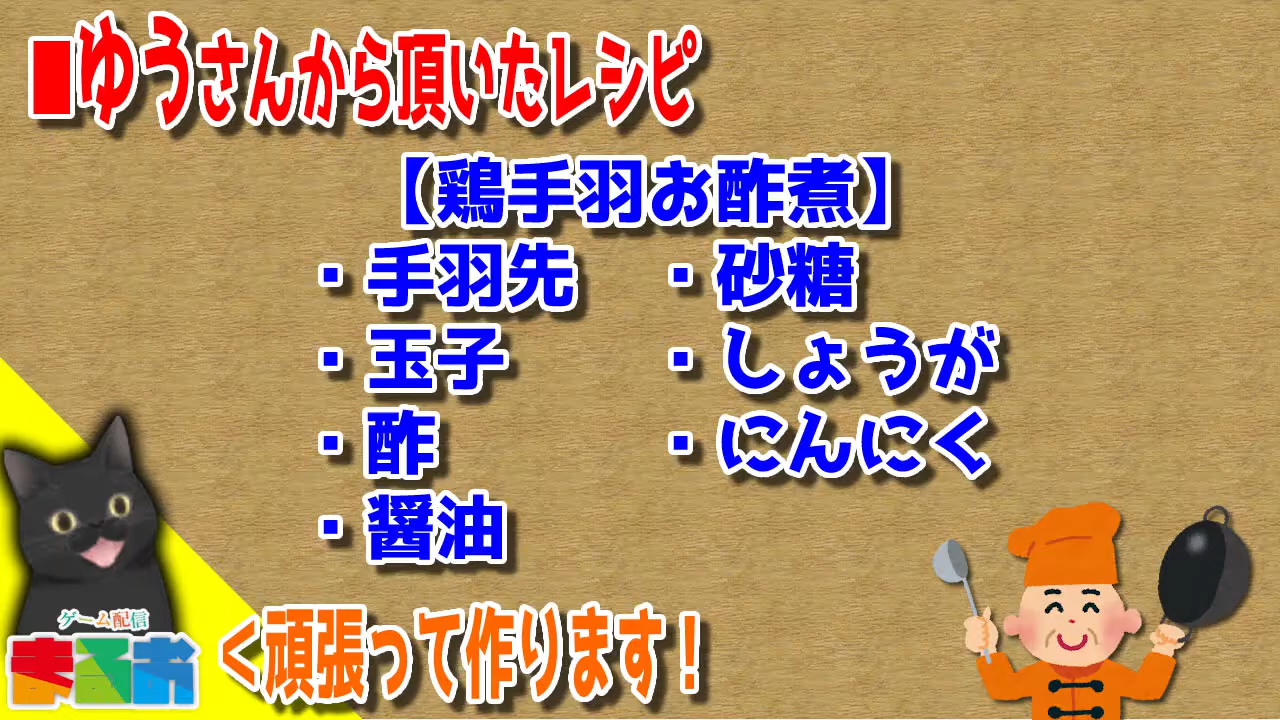 ■ゆうさんから頂いたレシピ
【鶏手羽お酢煮】
・手羽先 ・砂糖
・玉子 ・しょうが
・酢 ・にんにく
・醤油
ゲーム配信
まるお
<頑張って作ります！